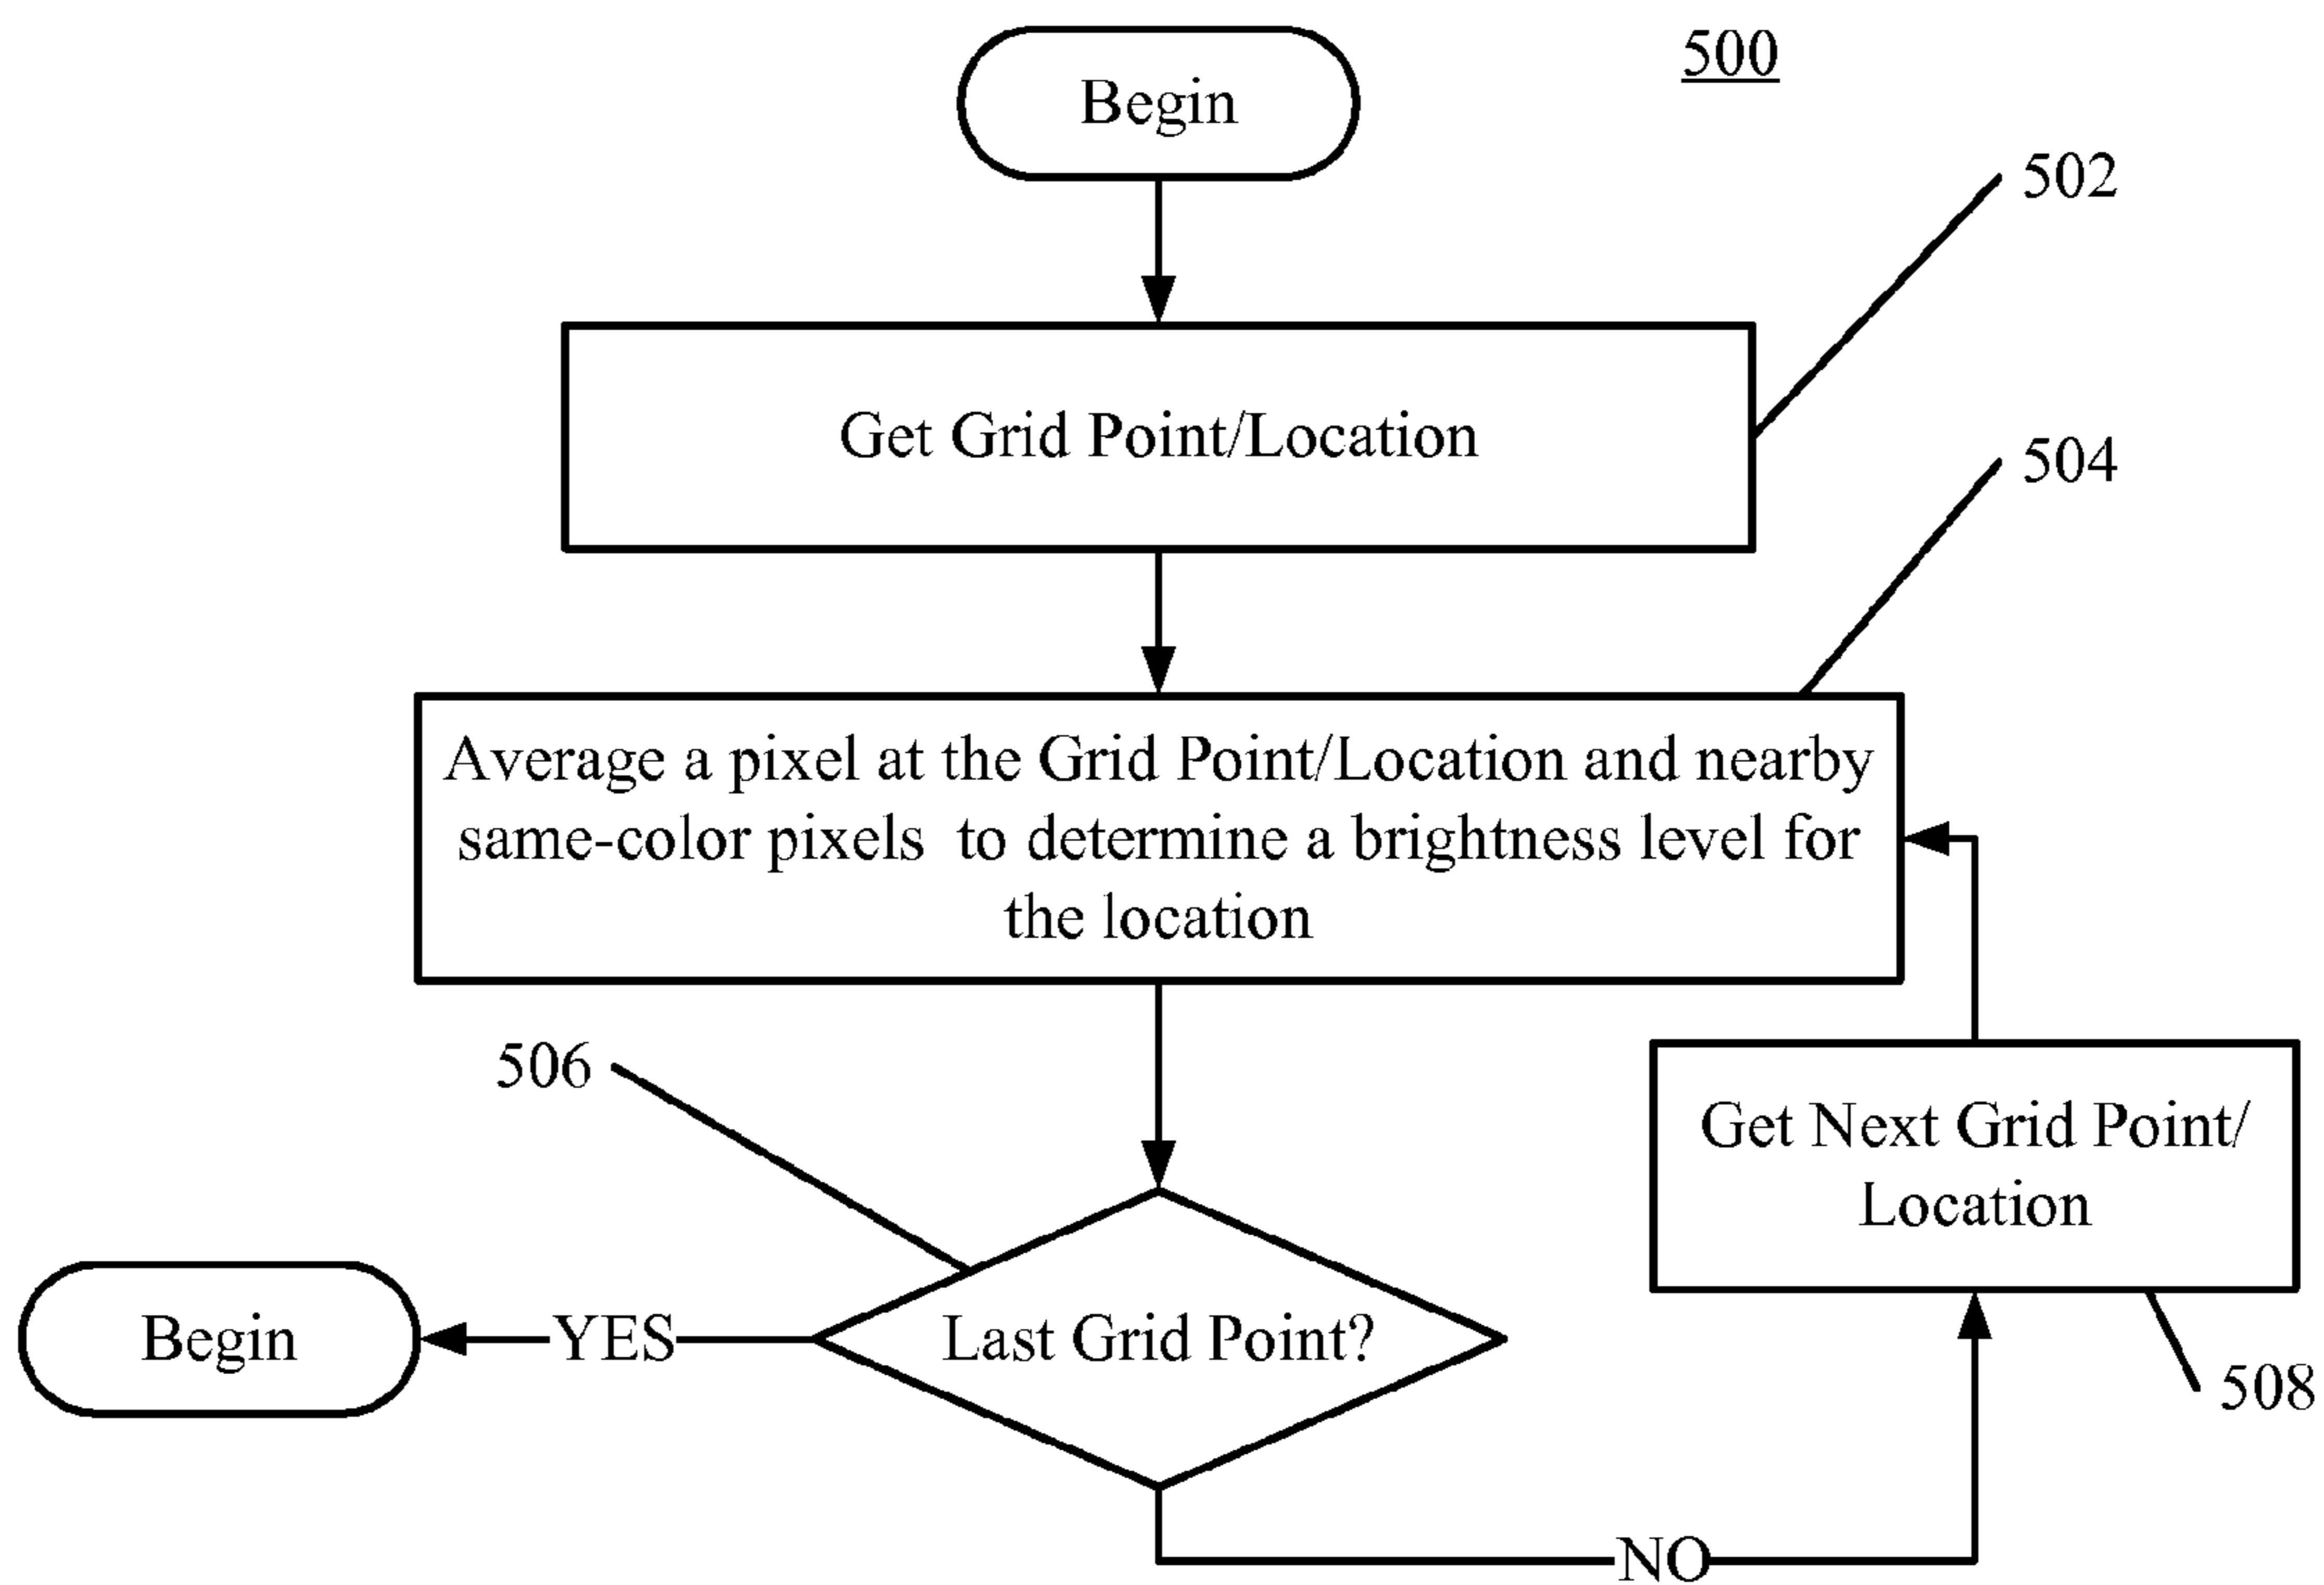 500
Begin
502
Get Grid Point/Location
504
Average a pixel at the Grid Point/Location and nearby
same-color pixels to determine a brightness level for
the location
506
Get Next Grid Point/
Location
Begin
YES
Last Grid Point?
508
NO